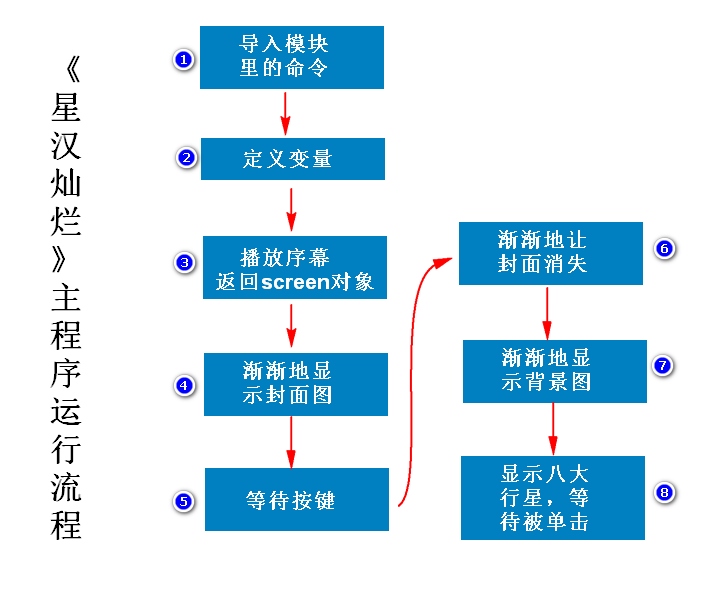 《星汉灿烂》主程序运行流程
1
导入模块
里的命令
2
定义变量
3
播放序幕
返回screen对象
4
渐渐地显
示封面图
5
等待按键
6
渐渐地让
封面消失
7
渐渐地显
示背景图
8
显示八大
行星，等
待被单击